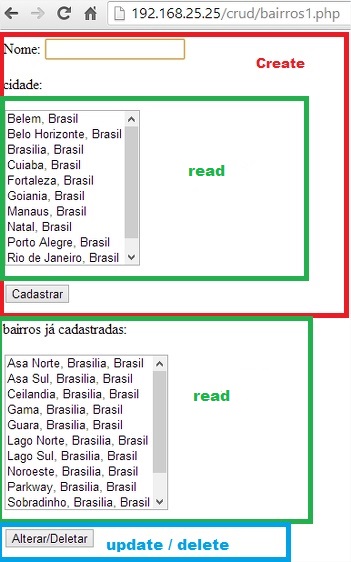 192.168.25.25/crud/bairros1.php
Nome:
Create
cidade:
Belem, Brasil
Belo Horizonte, Brasil
Brasilia, Brasil
Cuiaba, Brasil
Fortaleza, Brasil
Goiania, Brasil
Manaus, Brasil
Natal, Brasil
Porto Alegre, Brasil
Rio de Janeiro, Brasil
read
Cadastrar
bairros já cadastradas:
Asa Norte, Brasilia, Brasil
Asa Sul, Brasilia, Brasil
Ceilandia, Brasilia, Brasil
Gama, Brasilia, Brasil
Guara, Brasilia, Brasil
Lago Norte, Brasilia, Brasil
Lago Sul, Brasilia, Brasil
Noroeste, Brasilia, Brasil
Parkway, Brasilia, Brasil
Sobradinho, Brasilia, Brasil
read
Alterar/Deletar
update / delete